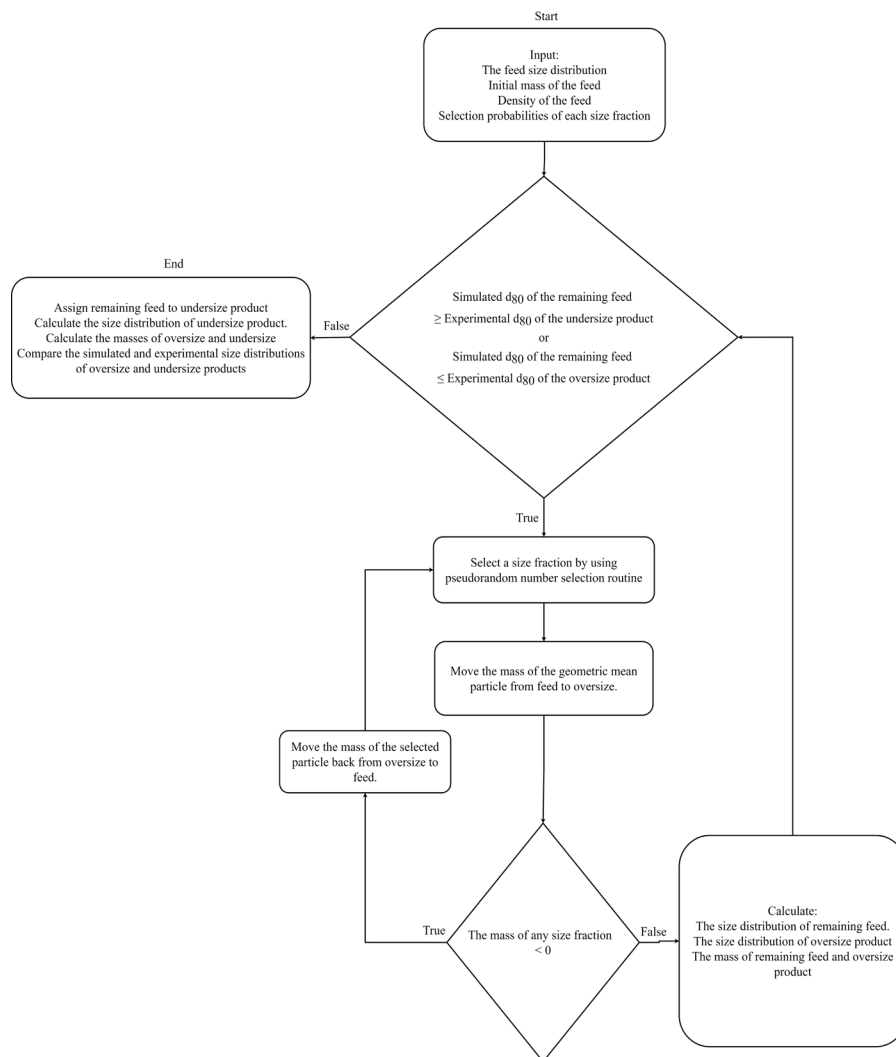 Start
Input:
The feed size distribution
Initial mass of the feed
Density of the feed
Selection probabilities of each size fraction
End
Assign remaining feed to undersize product
Calculate the size distribution of undersize product.
Calculate the masses of oversize and undersize
Compare the simulated and experimental size distributions
of oversize and undersize products
False
Simulated d80 of the remaining feed
≥ Experimental d80 of the undersize product
or
Simulated d80 of the remaining feed
≤ Experimental d80 of the oversize product
True
Select a size fraction by using
pseudorandom number selection routine
Move the mass of the geometric mean
particle from feed to oversize.
Move the mass of the selected
particle back from oversize to
feed.
True
The mass of any size fraction
< 0
False
Calculate:
The size distribution of remaining feed.
The size distribution of oversize product
The mass of remaining feed and oversize
product